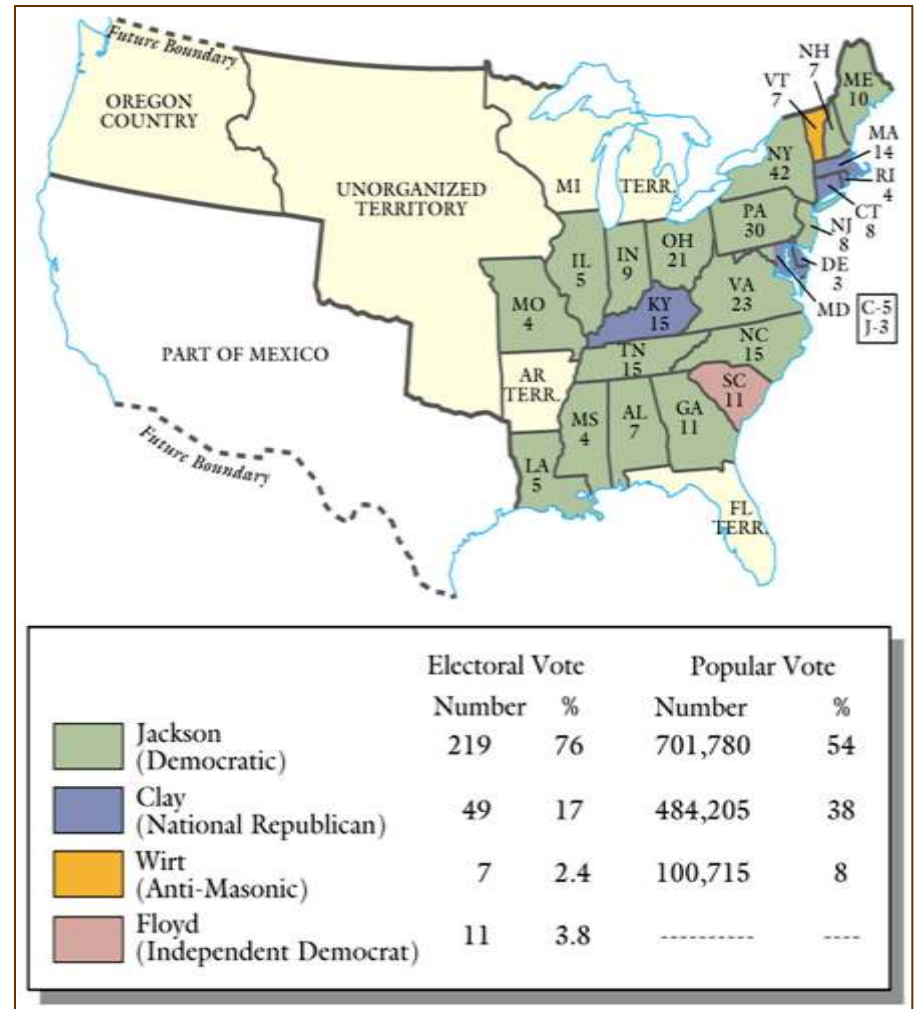 Future Boundary
OREGON
COUNTRY
UNORGANIZED
TERRITORY
PART OF MEXICO
Future Boundary
MI TERR.
NH
7
VT
7
ME
10
MA
14
RI
4
CT
8
NY
42
PA
30
NJ
8
DE
3
MD
C-5
J-3
OH
21
IN
9
IL
5
VA
23
KY
15
MO
4
NC
15
TN
15
SC
11
AR
TERR.
MS
4
AL
7
GA
11
LA
5
FL
TERR.
Electoral Vote Popular Vote
Number % Number %
Jackson
(Democratic) 219 76 701,780 54
Clay
(National Republican) 49 17 484,205 38
Wirt
(Anti-Masonic) 7 2.4 100,715 8
Floyd
(Independent Democrat) 11 3.8 ---------- ----